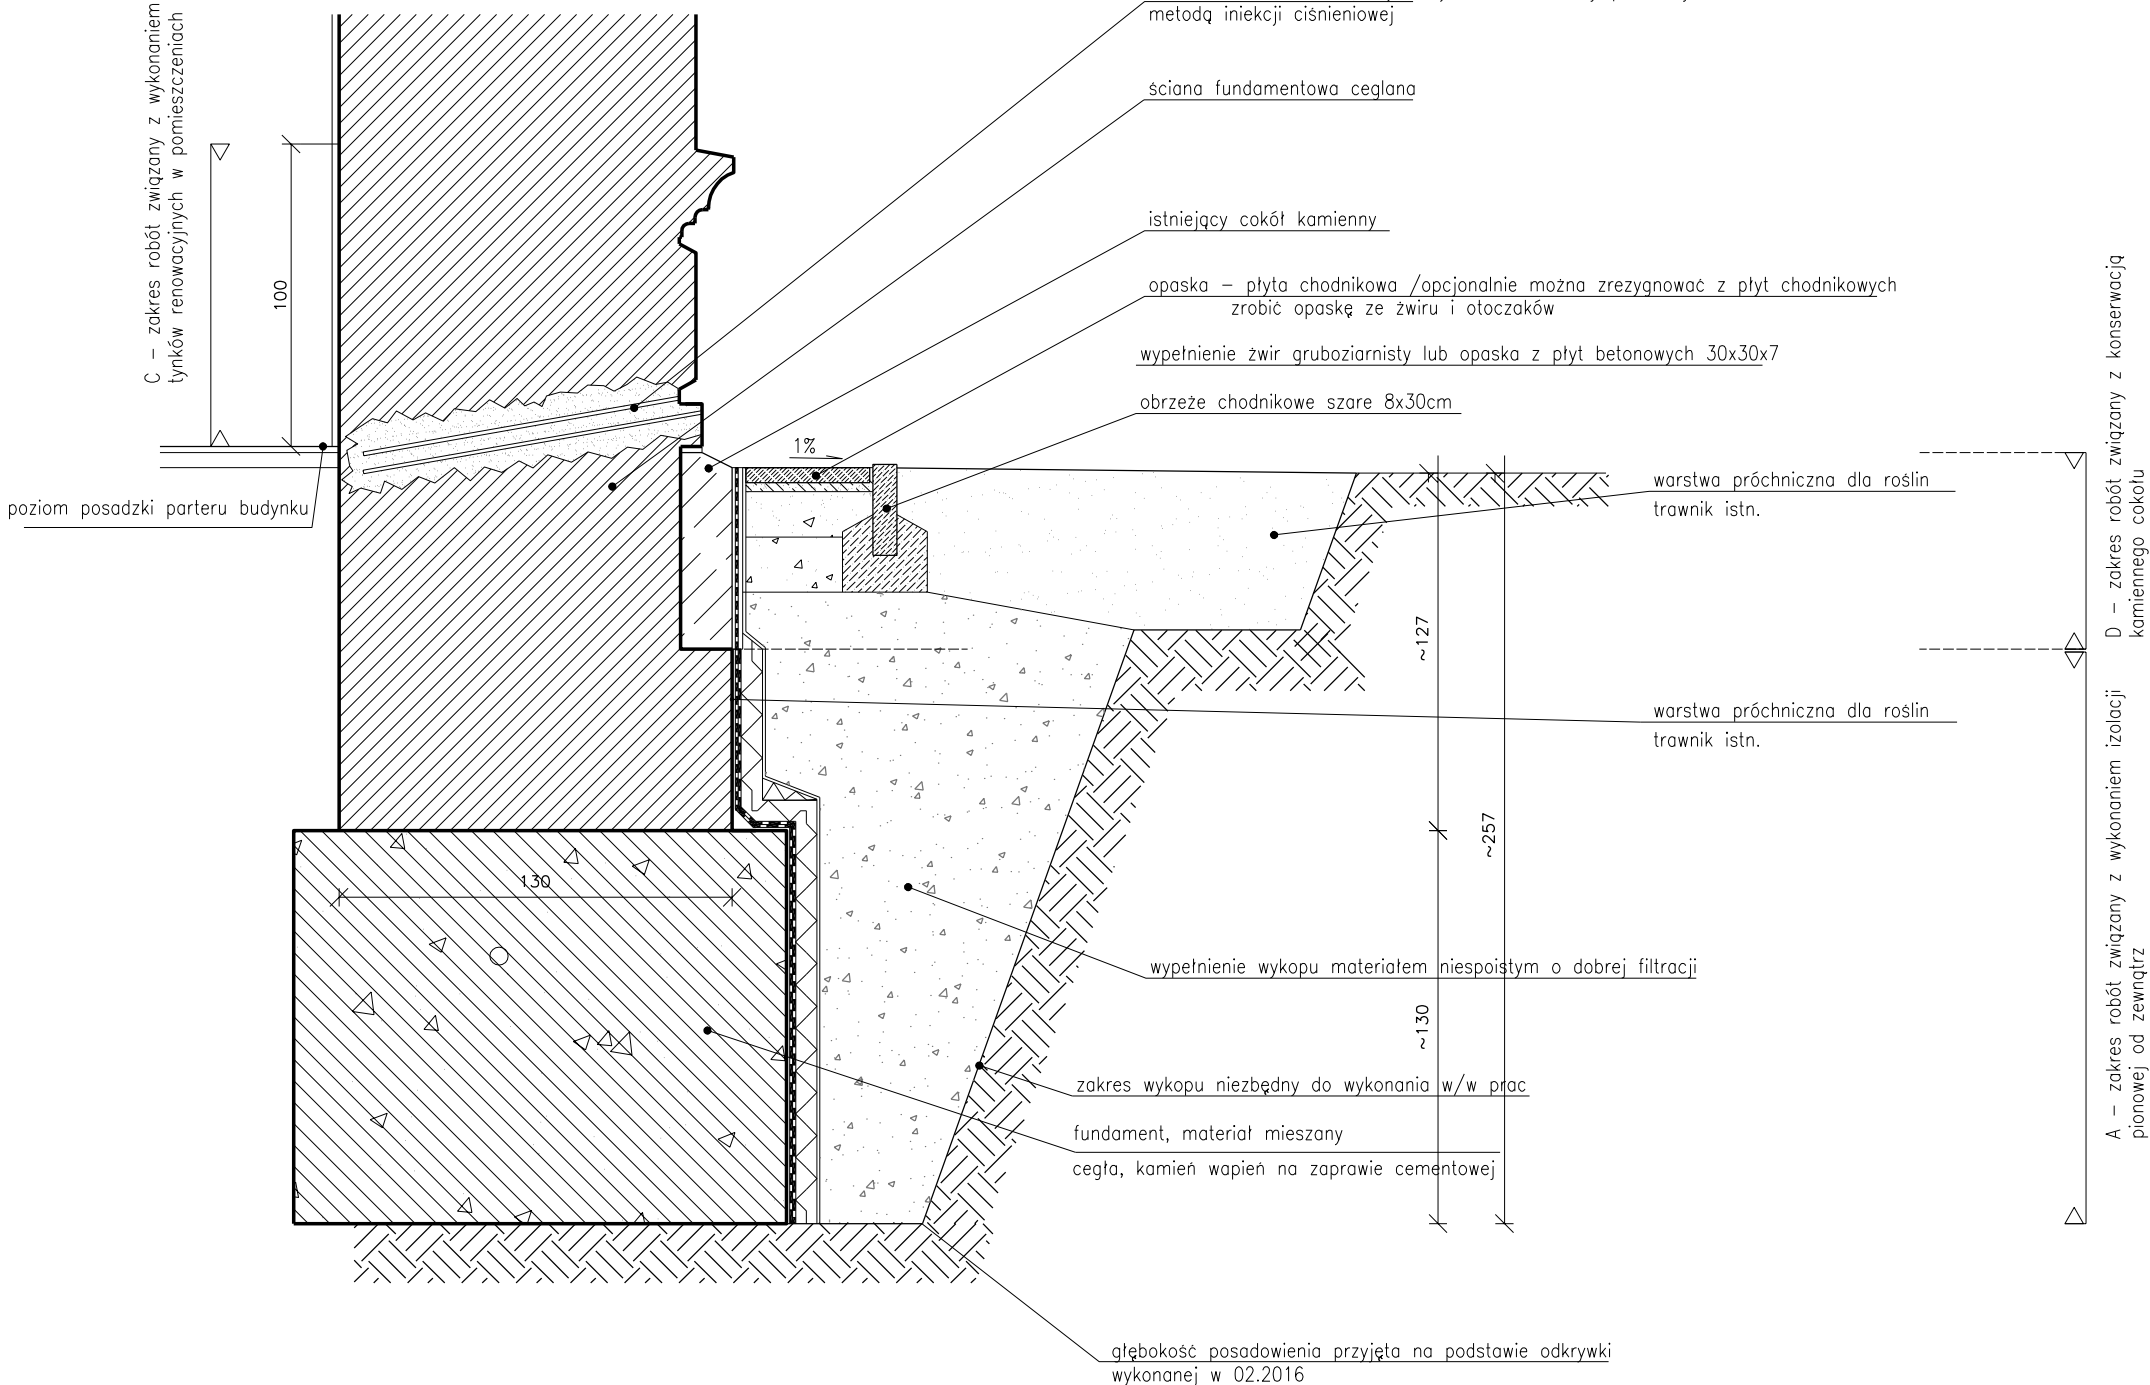 metodą iniekcji ciśnieniowej
ściana fundamentowa ceglana
istniejący cokół kamienny
opaska – płyta chodnikowa /opcjonalnie można zrezygnować z płyt chodnikowych
zrobić opaskę ze żwiru i otoczaków
wypełnienie żwir gruboziarnisty lub opaska z płyt betonowych 30x30x7
obrzeże chodnikowe szare 8x30cm
1%
warstwa próchniczna dla roślin
trawnik istn.
warstwa próchniczna dla roślin
trawnik istn.
wypełnienie wykopu materiałem niespoistym o dobrej filtracji
zakres wykopu niezbędny do wykonania w/w prac
fundament, materiał mieszany
cegła, kamień wapień na zaprawie cementowej
głębokość posadowienia przyjęta na podstawie odkrywki
wykonanej w 02.2016
poziom posadzki parteru budynku
C – zakres robót związany z wykonaniem
tynków renowacyjnych w pomieszczeniach
100
130
~127
~257
~130
D – zakres robót związany z konserwacją
kamiennego cokołu
A – zakres robót związany z wykonaniem izolacji
pionowej od zewnątrz